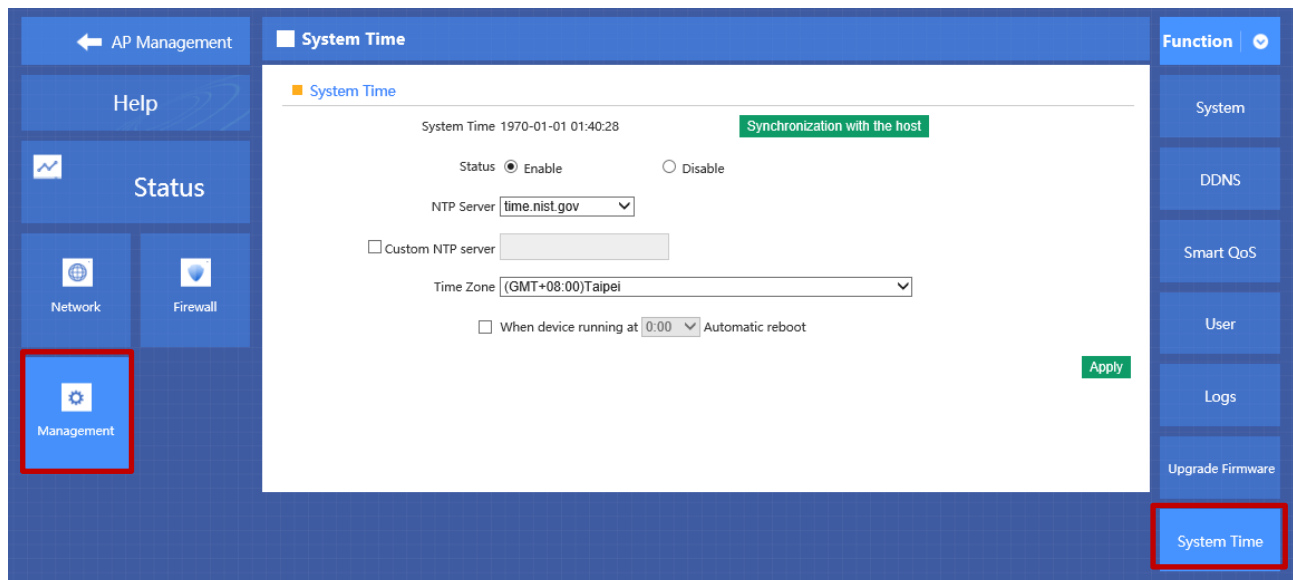 AP Management
Help
Status
Network
Firewall
Management
System Time
System Time
System Time 1970-01-01 01:40:28 Synchronization with the host
Status Enable Disable
NTP Server time.nist.gov
Custom NTP server
Time Zone (GMT+08:00)Taipei
When device running at 0:00 Automatic reboot
Apply
Function
System
DDNS
Smart QoS
User
Logs
Upgrade Firmware
System Time